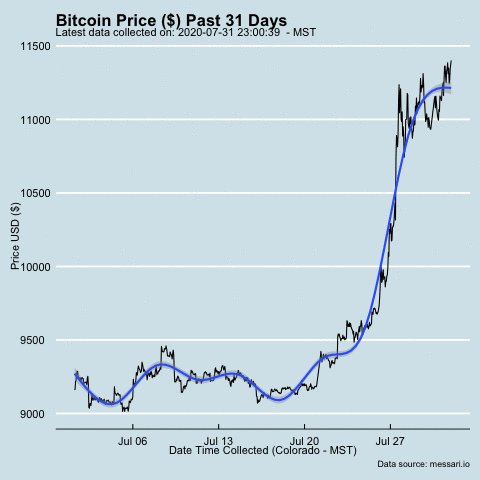 Bitcoin Price ($) Past 31 Days
Latest data collected on: 2020-07-31 23:00:39  - MST
11500
11000
10500
10000
9500
9000
Price USD ($)
Jul 06 Jul 13 Jul 20 Jul 27
Date Time Collected (Colorado - MST)
Data source: messari.io